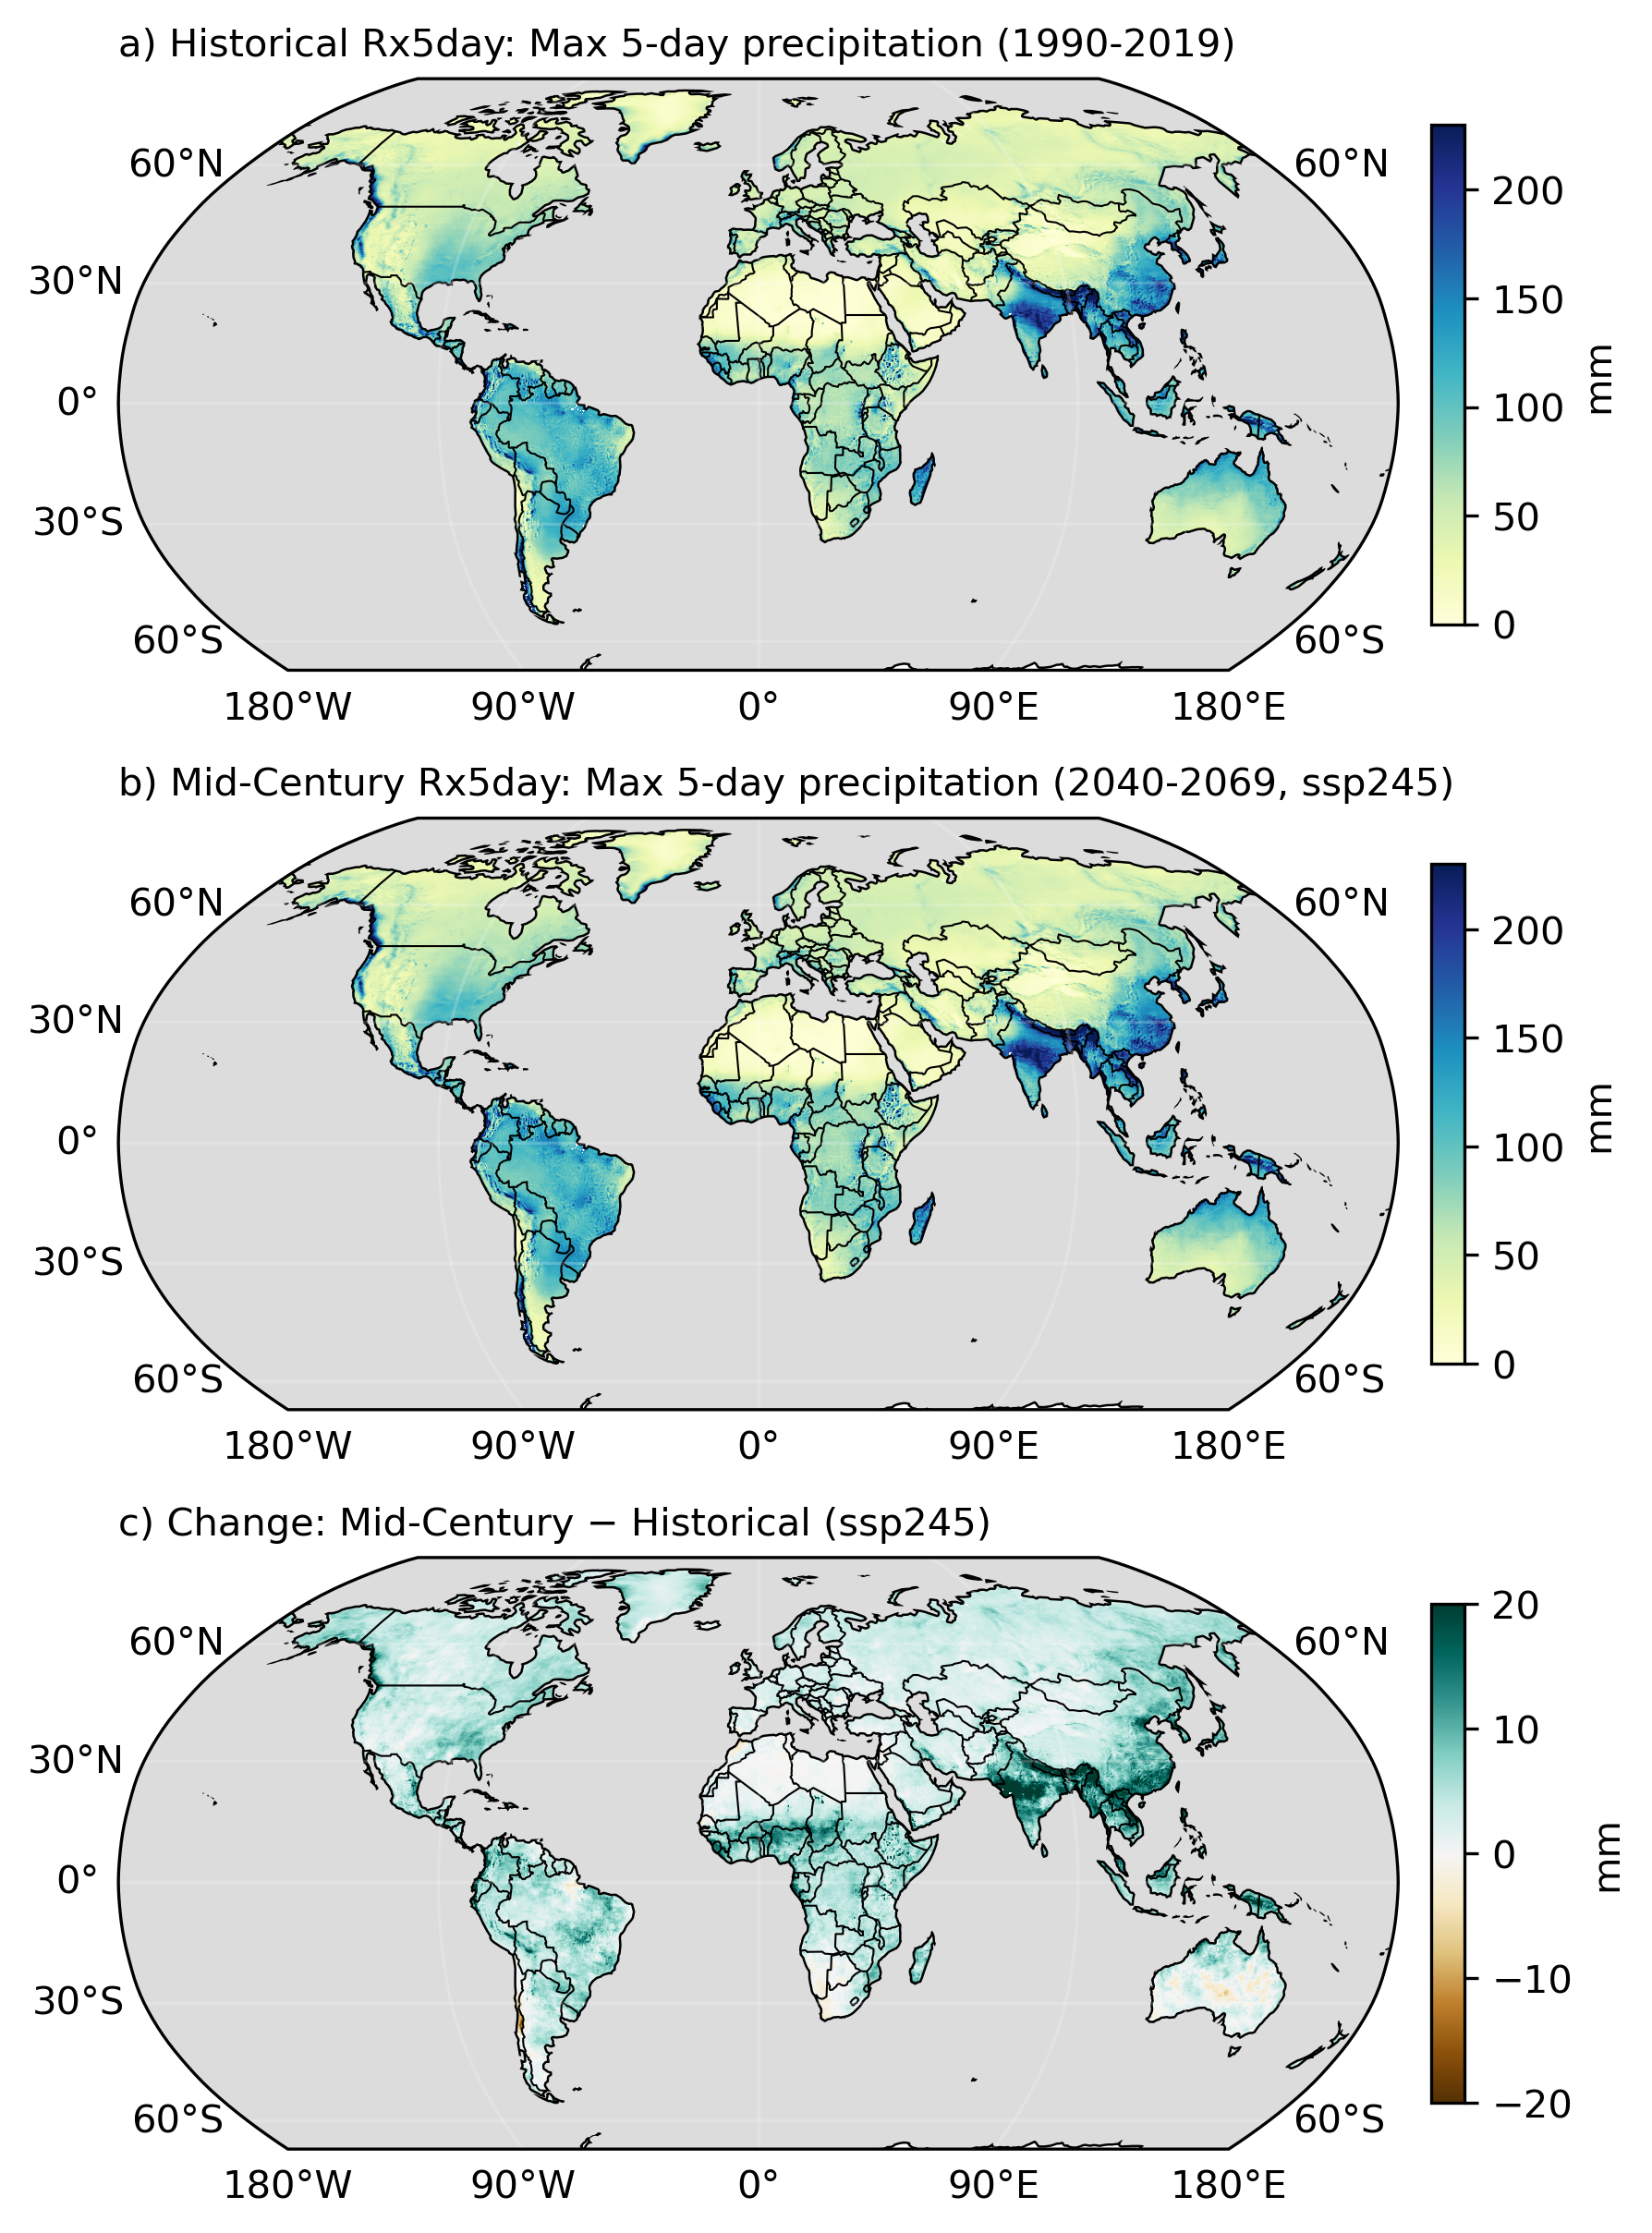 a) Historical Rx5day: Max 5-day precipitation (1990-2019)
60°N
60°N
30°N
0°
30°S
60°S
60°S
180°W
90°W
0°
90°E
180°E
200
150
100
50
0
mm
b) Mid-Century Rx5day: Max 5-day precipitation (2040-2069, ssp245)
60°N
60°N
30°N
0°
30°S
60°S
60°S
180°W
90°W
0°
90°E
180°E
200
150
100
50
0
mm
c) Change: Mid-Century − Historical (ssp245)
60°N
60°N
30°N
0°
30°S
60°S
60°S
180°W
90°W
0°
90°E
180°E
20
10
0
−10
−20
mm